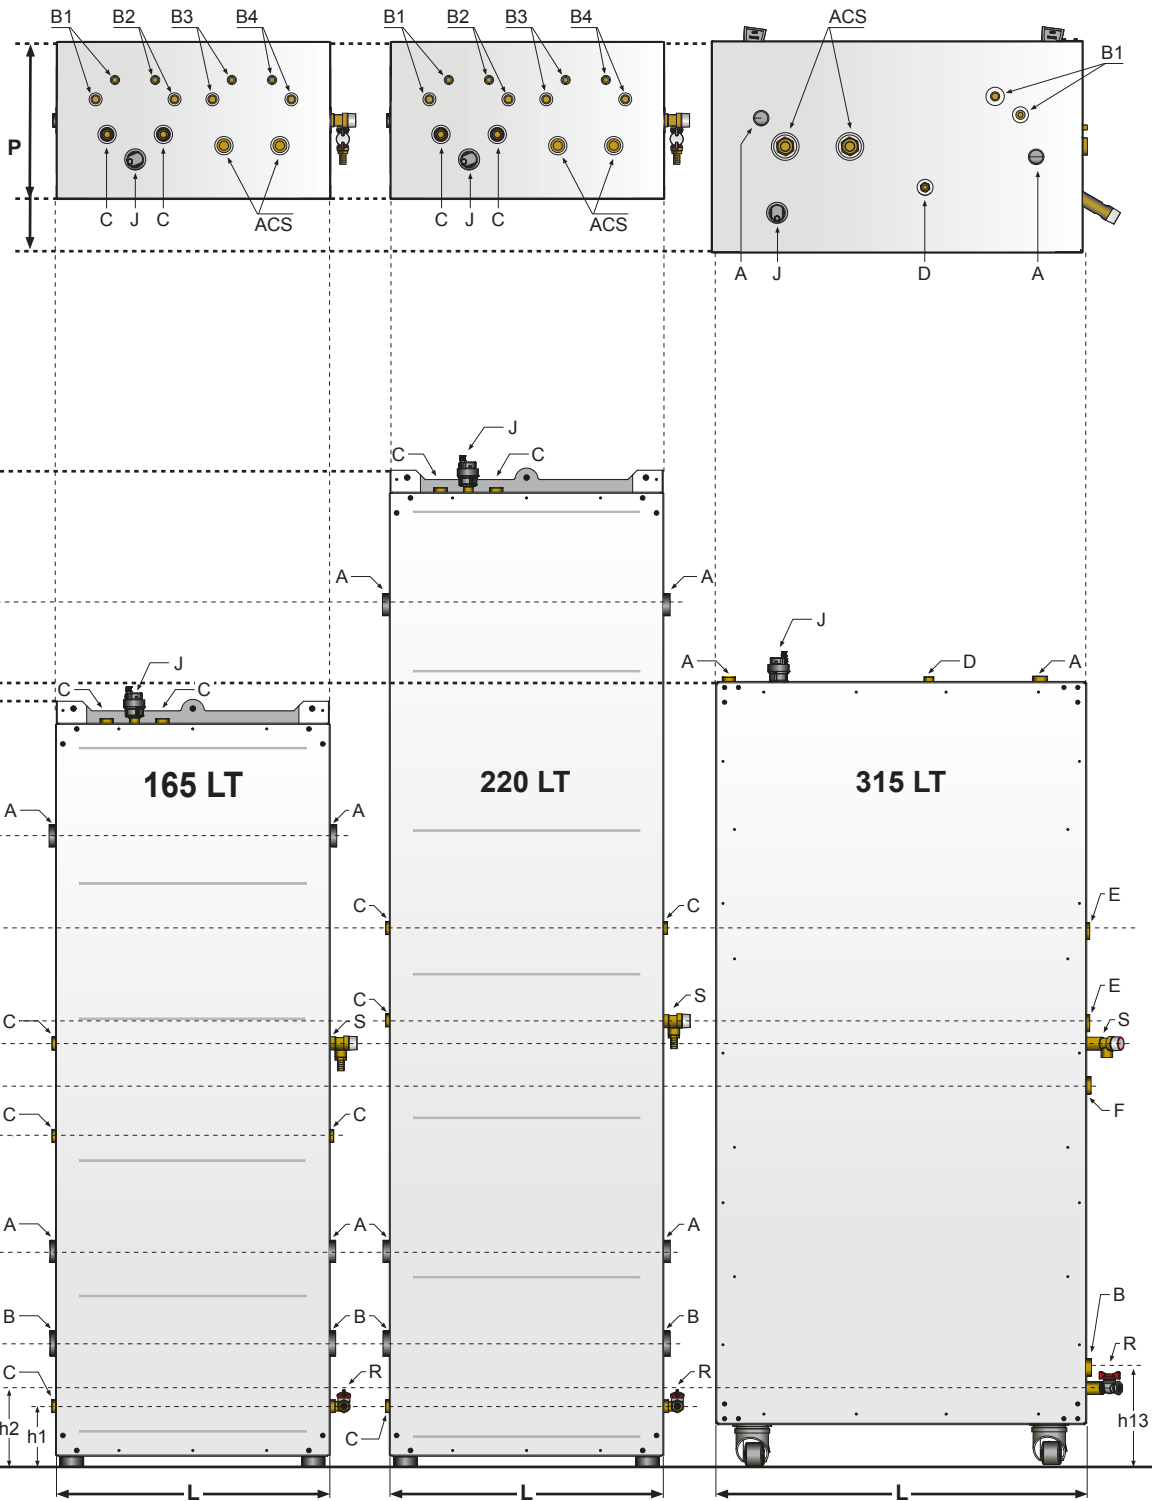 B1 B2 B3 B4 B1 B2 B3 B4 ACS
B1
P
C J C ACS C J C ACS
A J D A
J
C C
A A
J
A D A
J
C C
165 LT 220 LT 315 LT
A A
C C E
C S E
C S S
C C F
A A A
B B B B
C R R R
h2 h1 C h13
L L L